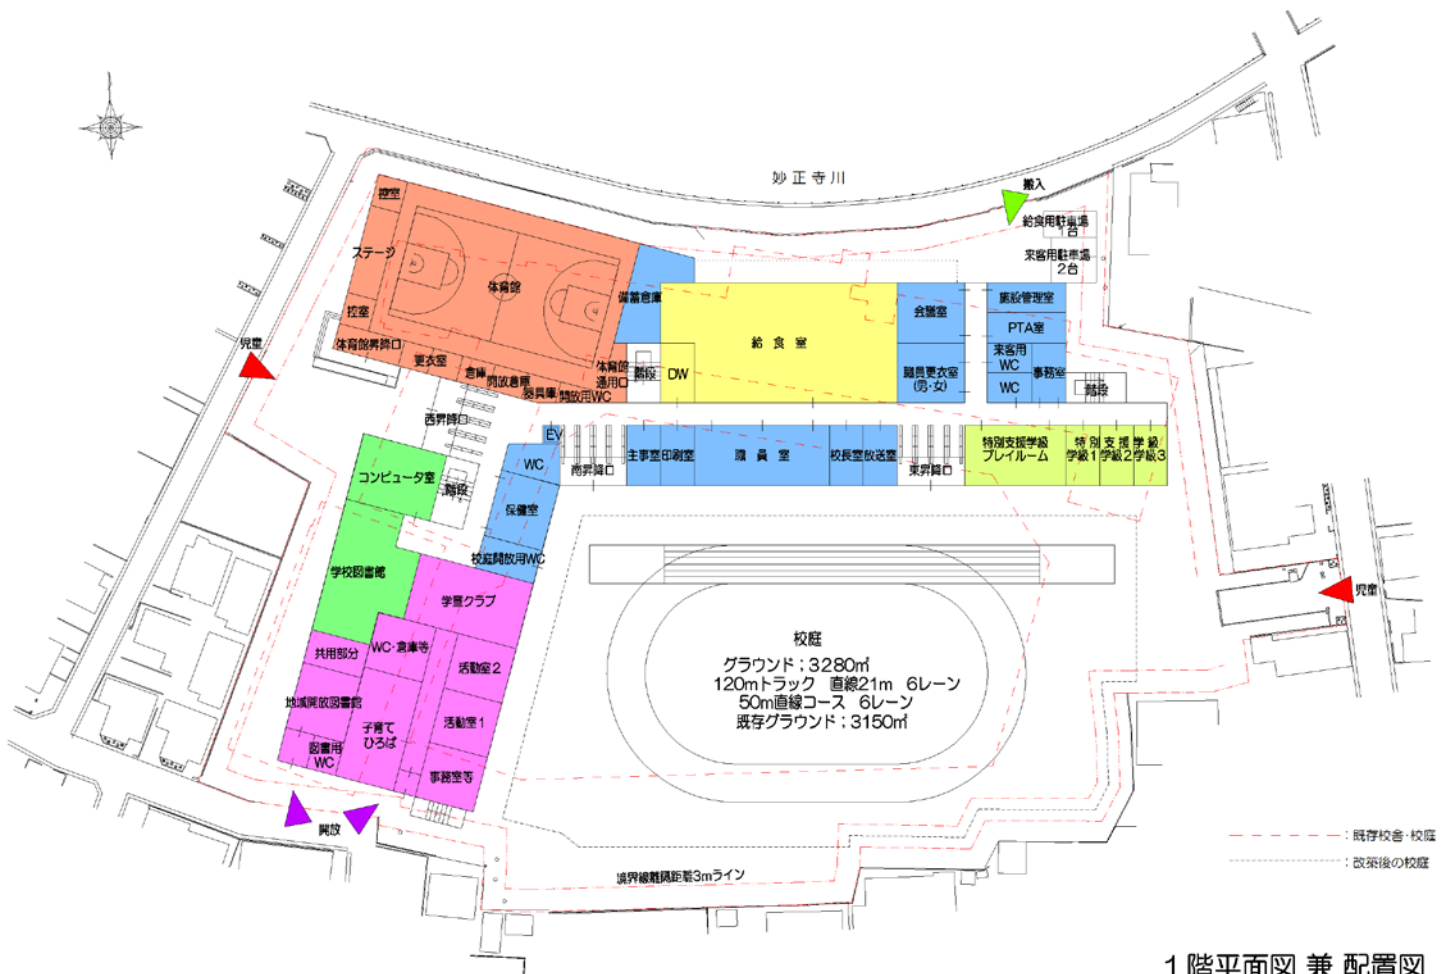 妙正寺川
搬入
給食用駐車場
1台
来客用駐車場
2台
控室
ステージ
体育館
控室
体育館昇降口
児童
更衣室
倉庫
開放倉庫
器具庫
開放用WC
体育館
通用口
階段
備蓄倉庫
DW
給食室
会議室
職員更衣室
(男・女)
施設管理室
PTA室
来客用
WC
WC
事務室
階段
西昇降口
EV
WC
南昇降口
主事室
印刷室
職員室
校長室
放送室
東昇降口
特別支援学級
プレイルーム
特別
学級1
支援
学級2
学級
学級3
コンピュータ室
階段
保健室
校庭開放用WC
学校図書館
学童クラブ
共用部分
WC・倉庫等
活動室2
地域開放図書館
子育て
ひろば
活動室1
図書用
WC
事務室等
開放
児童
校庭
グラウンド;3280㎡
120mトラック 直線21m 6レーン
50m直線コース 6レーン
既存グラウンド;3150㎡
境界線離隔距離3mライン
:既存校舎・校庭
:改築後の校庭
1階平面図 兼 配置図